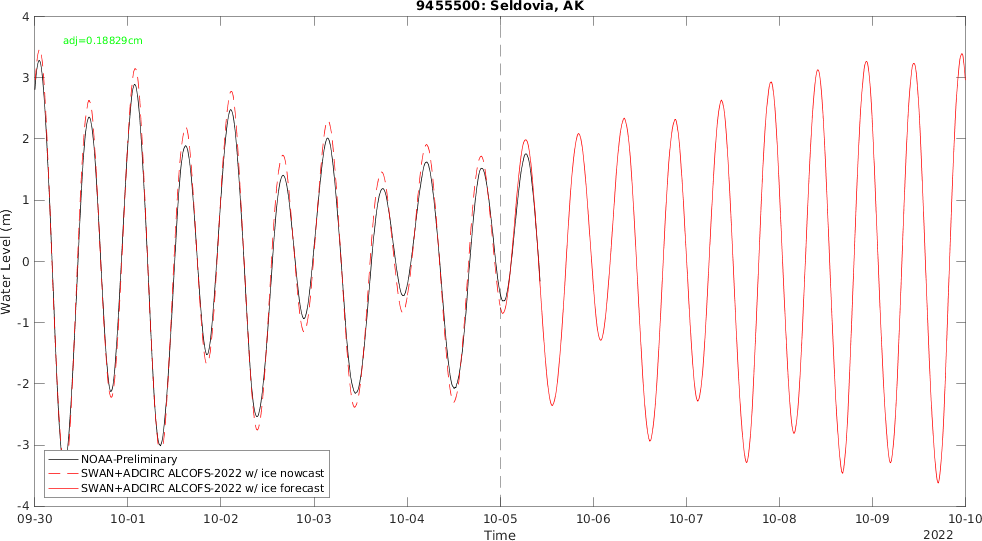 9455500: Seldovia, AK
adj=0.18829cm
4
3
2
1
0
-1
-2
-3
-4
Water Level (m)
NOAA-Preliminary
SWAN+ADCIRC ALCOFS-2022 w/ ice nowcast
SWAN+ADCIRC ALCOFS-2022 w/ ice forecast
09-30 10-01 10-02 10-03 10-04 10-05 10-06 10-07 10-08 10-09 10-10
Time
2022